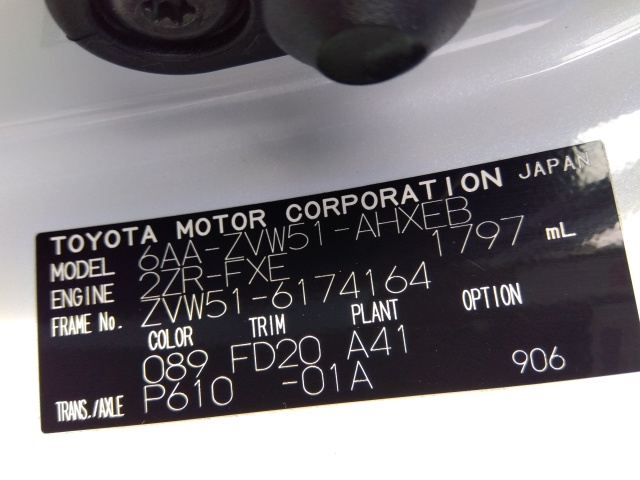 TOYOTA MOTOR CORPORATION JAPAN
MODEL 6AA-ZVW51-AHXEB
ENGINE 2ZR-FXE 1797 mL
FRAME No. ZVW51-6174164
COLOR TRIM PLANT OPTION
089 FD20 A41
TRANS./AXLE P610 -01A 906